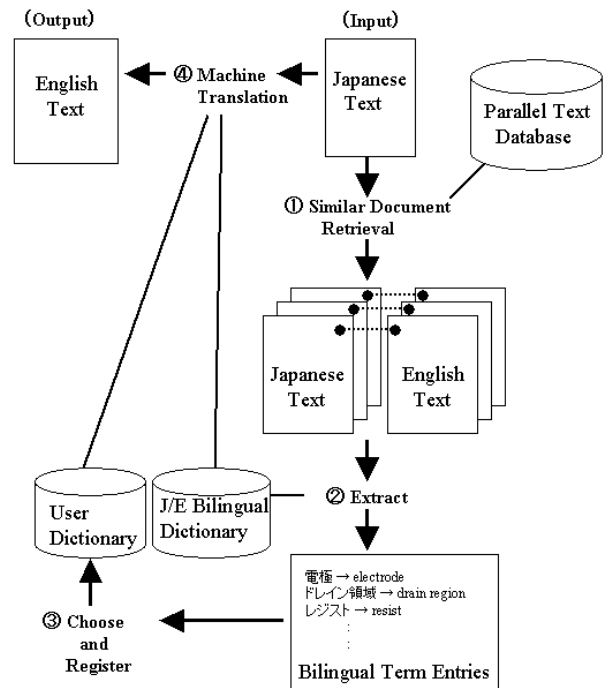 (Output)
(Input)
English
Text
④ Machine
Translation
Japanese
Text
Parallel Text
Database
① Similar Document
Retrieval
Japanese
Text
English
Text
User
Dictionary
J/E Bilingual
Dictionary
② Extract
③ Choose
and
Register
電極 → electrode
ドレイン領域 → drain region
レジスト → resist
:
:
Bilingual Term Entries